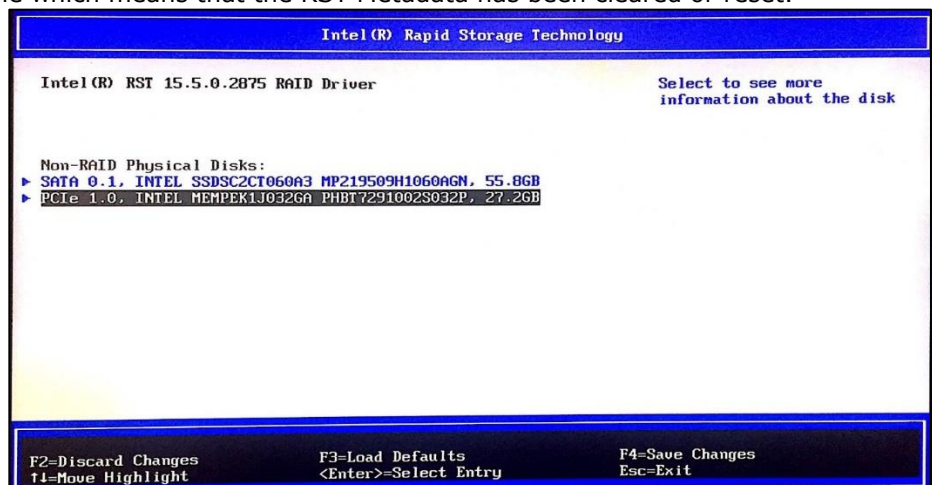 which means that the RST Metadata has been cleared or reset.
Intel(R) Rapid Storage Technology
Intel(R) RST 15.5.0.2875 RAID Driver
Select to see more
information about the disk
Non-RAID Physical Disks:
SATA 0.1, INTEL SSDSC2CT060A3 MP219509H1060AGN, 55.8GB
PCIe 1.0, INTEL MEMPEK1J032GA PHBT7291002S032P, 27.2GB
F2=Discard Changes
F3=Load Defaults
F4=Save Changes
↑↓=Move Highlight
<Enter>=Select Entry
Esc=Exit